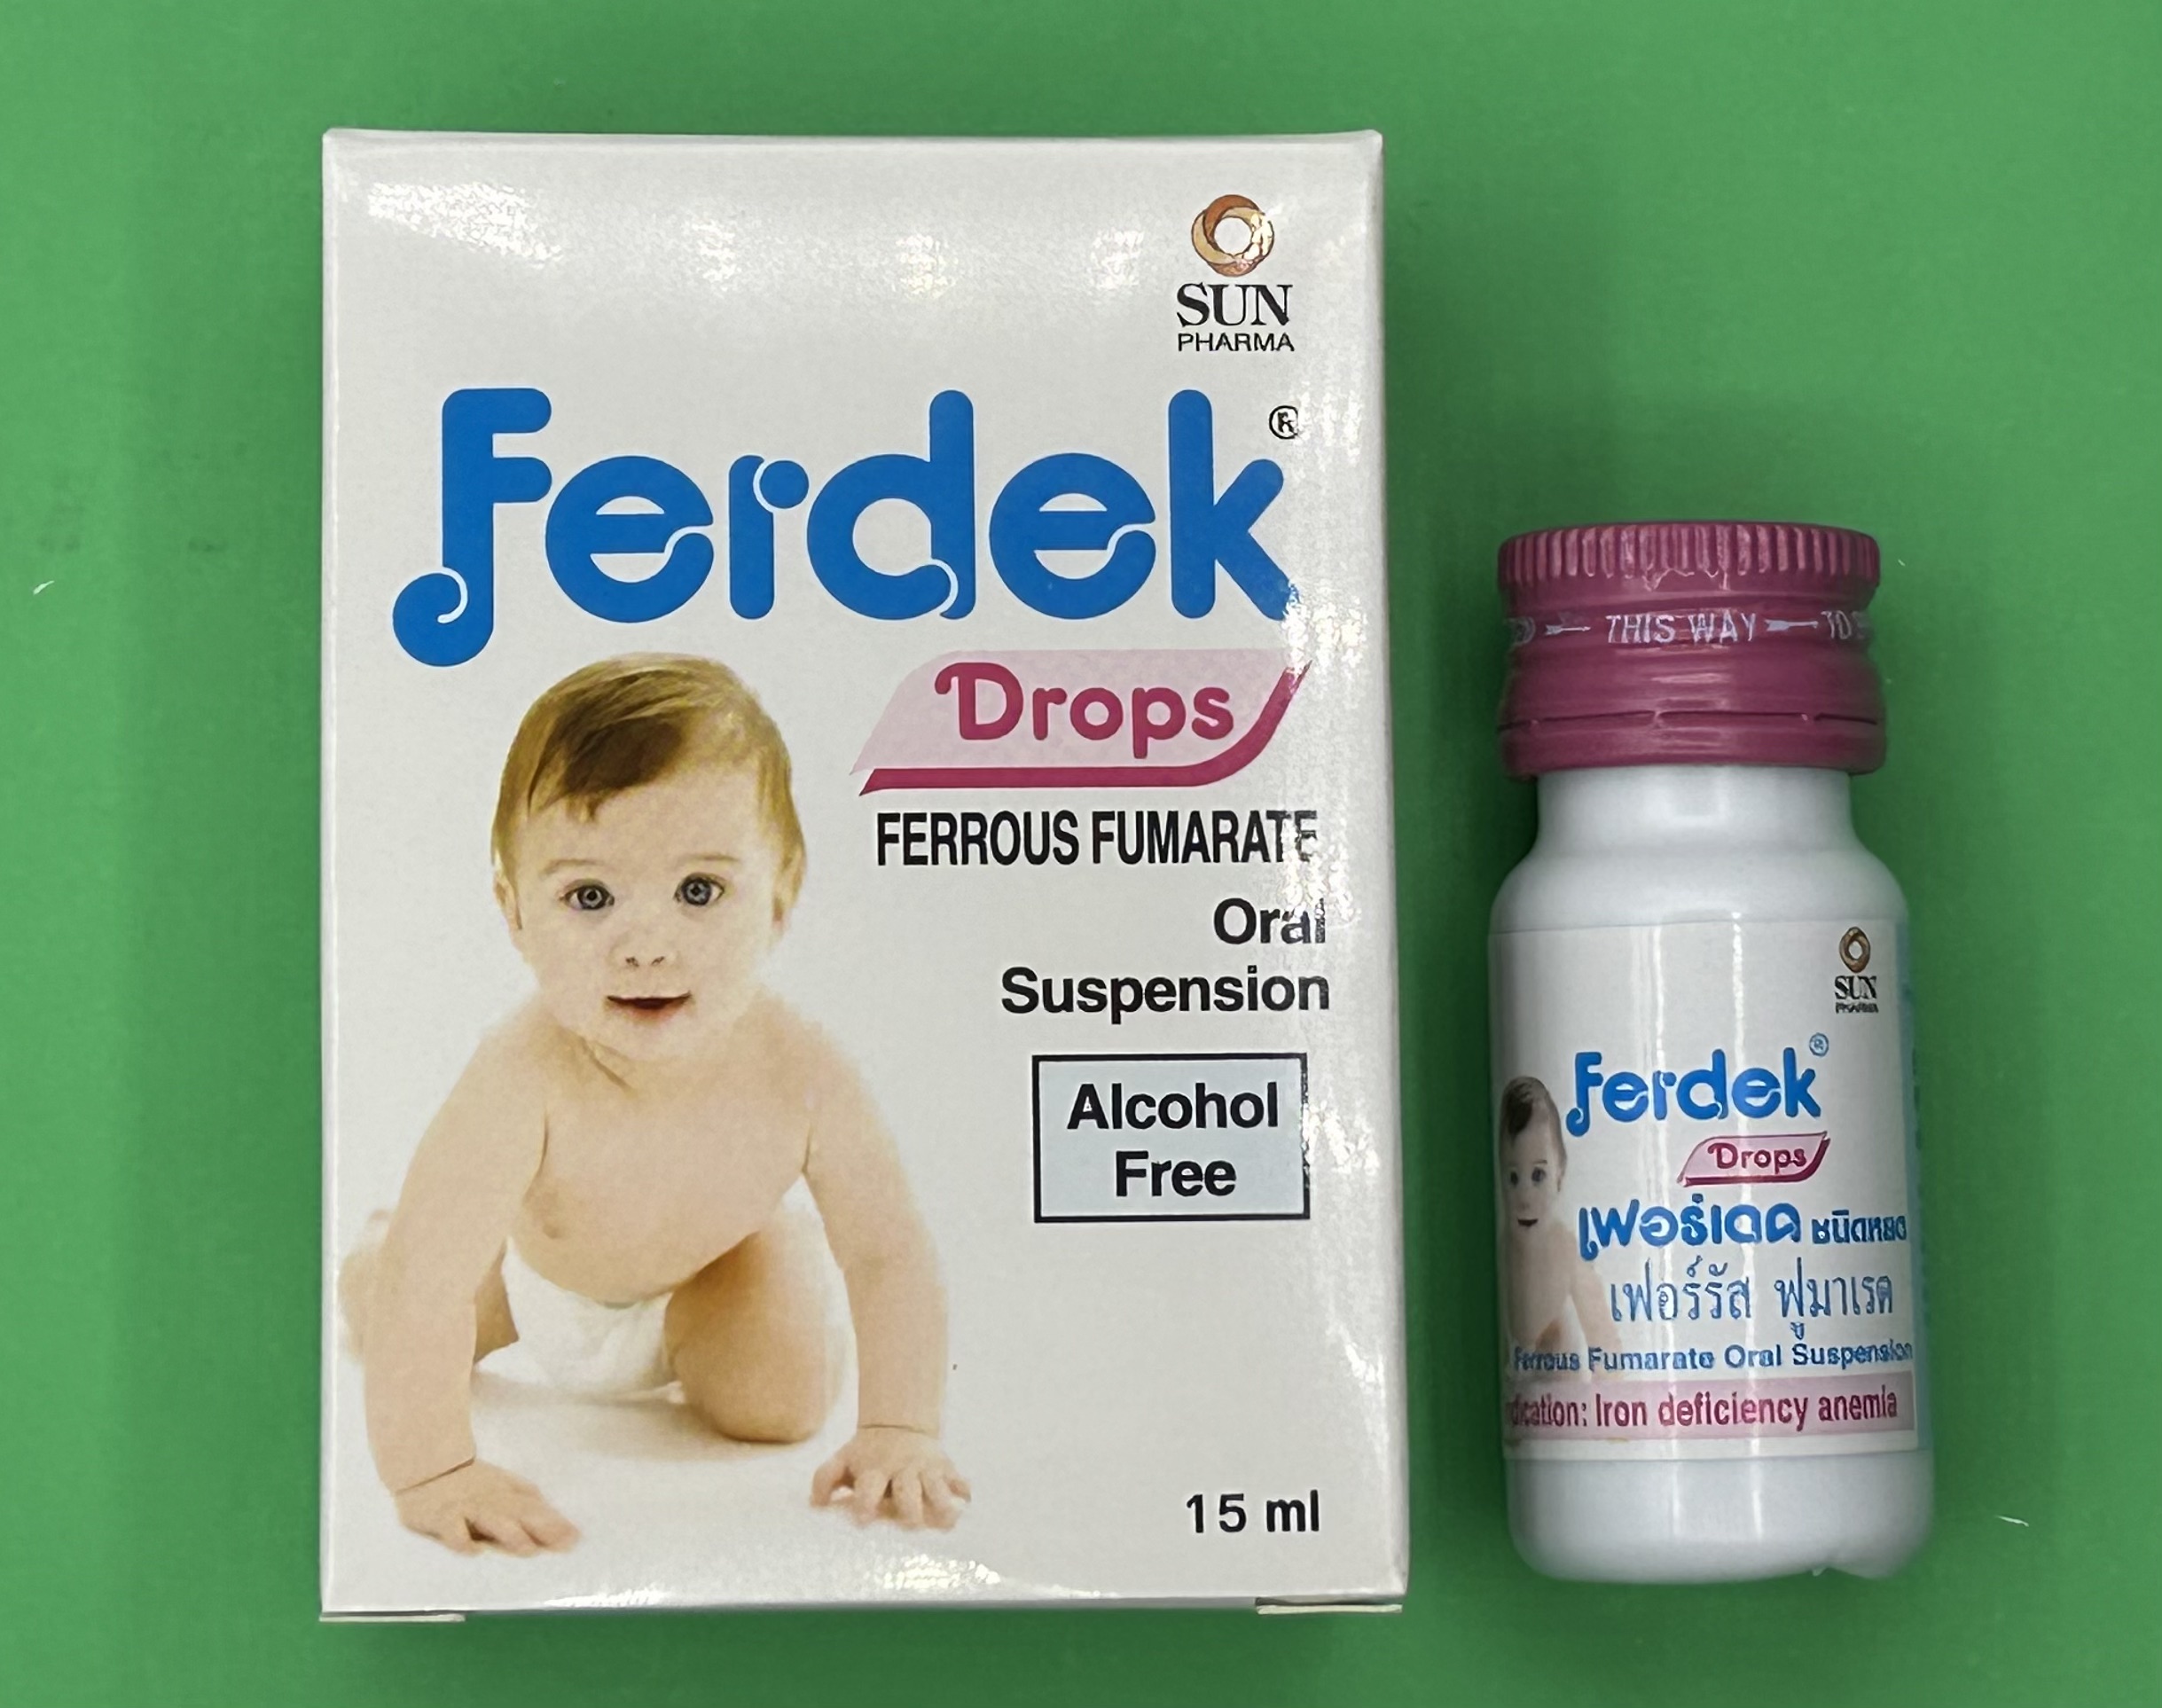 SUN
PHARMA
Ferdek®
Drops
FERROUS FUMARATE
Oral
Suspension
Alcohol
Free
15 ml
THIS WAY
SUN
PHARMA
Ferdek®
Drops
เฟอร์เดค ชนิดหยด
เฟอร์รัส ฟูมาเรต
Ferrous Fumarate Oral Suspension
Iron deficiency anemia